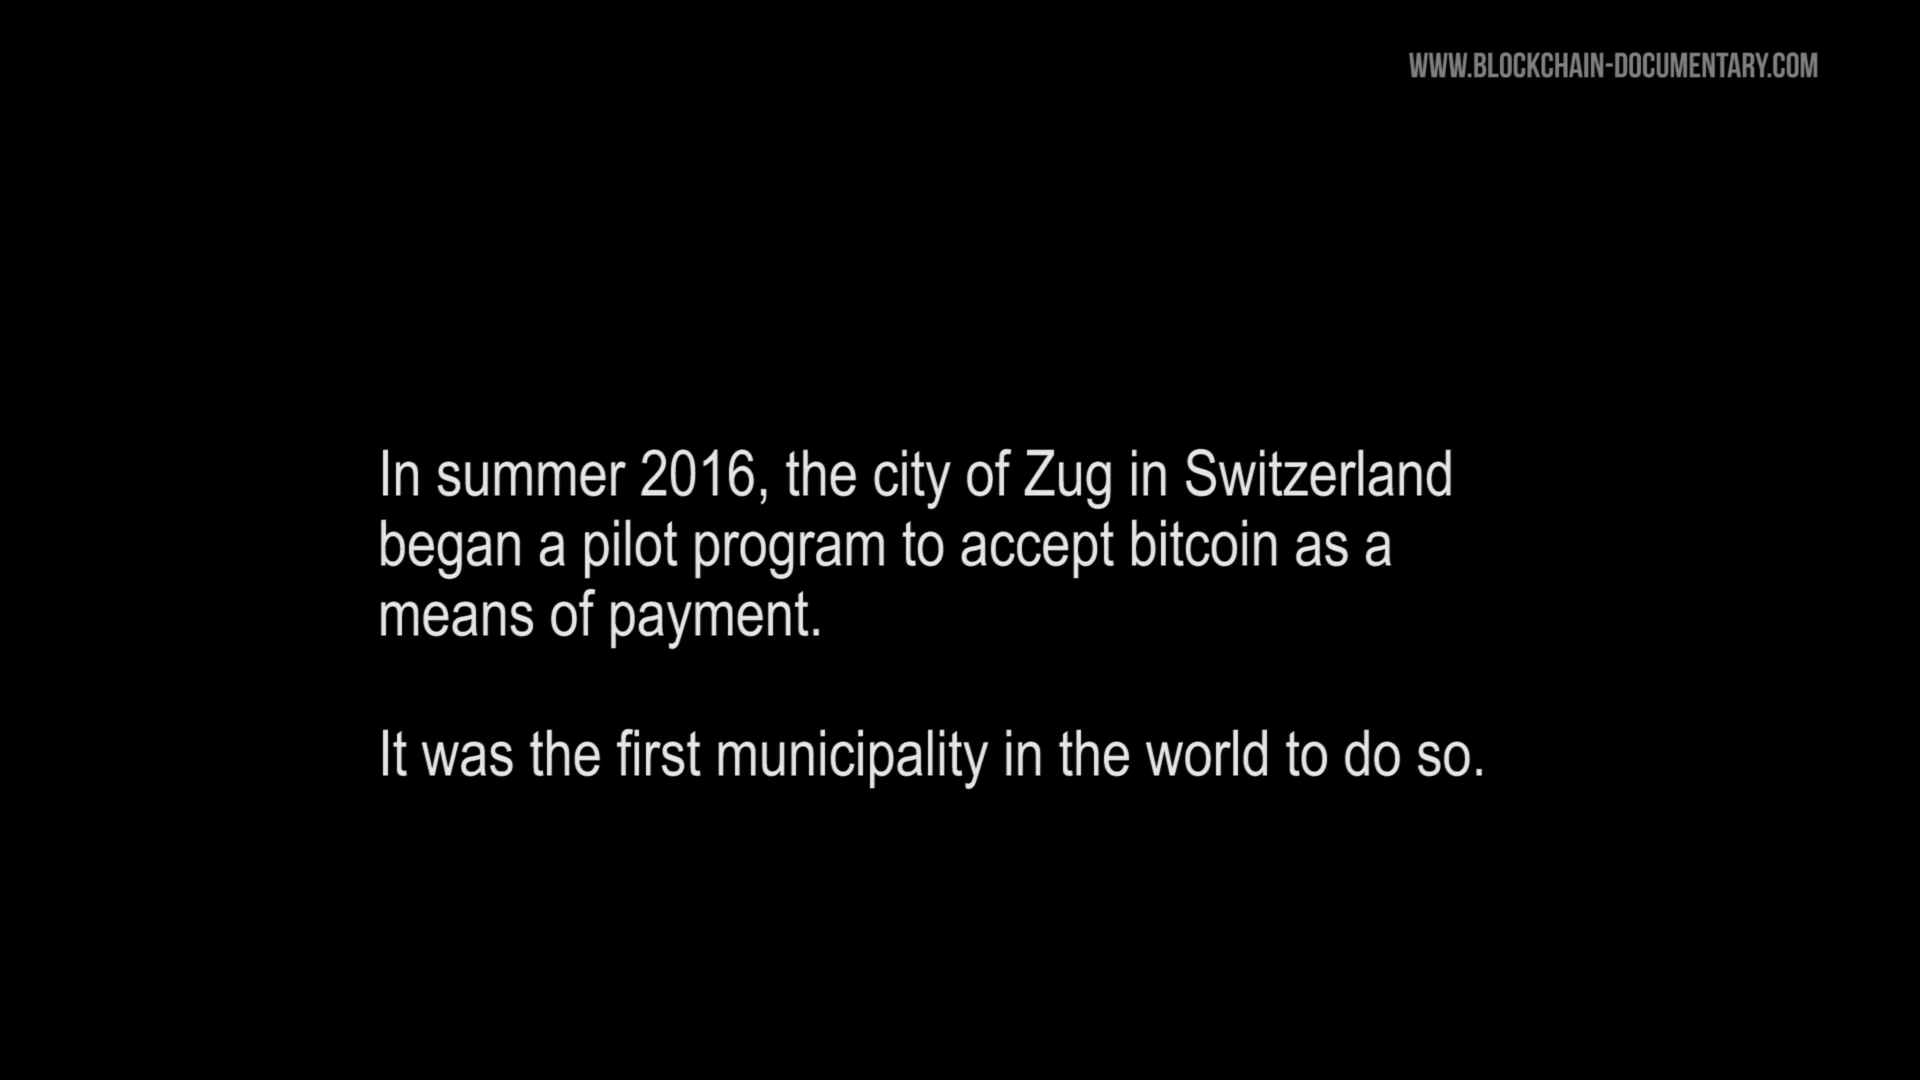 WWW.BLOCKCHAIN-DOCUMENTARY.COM
In summer 2016, the city of Zug in Switzerland
began a pilot program to accept bitcoin as a
means of payment.
It was the first municipality in the world to do so.